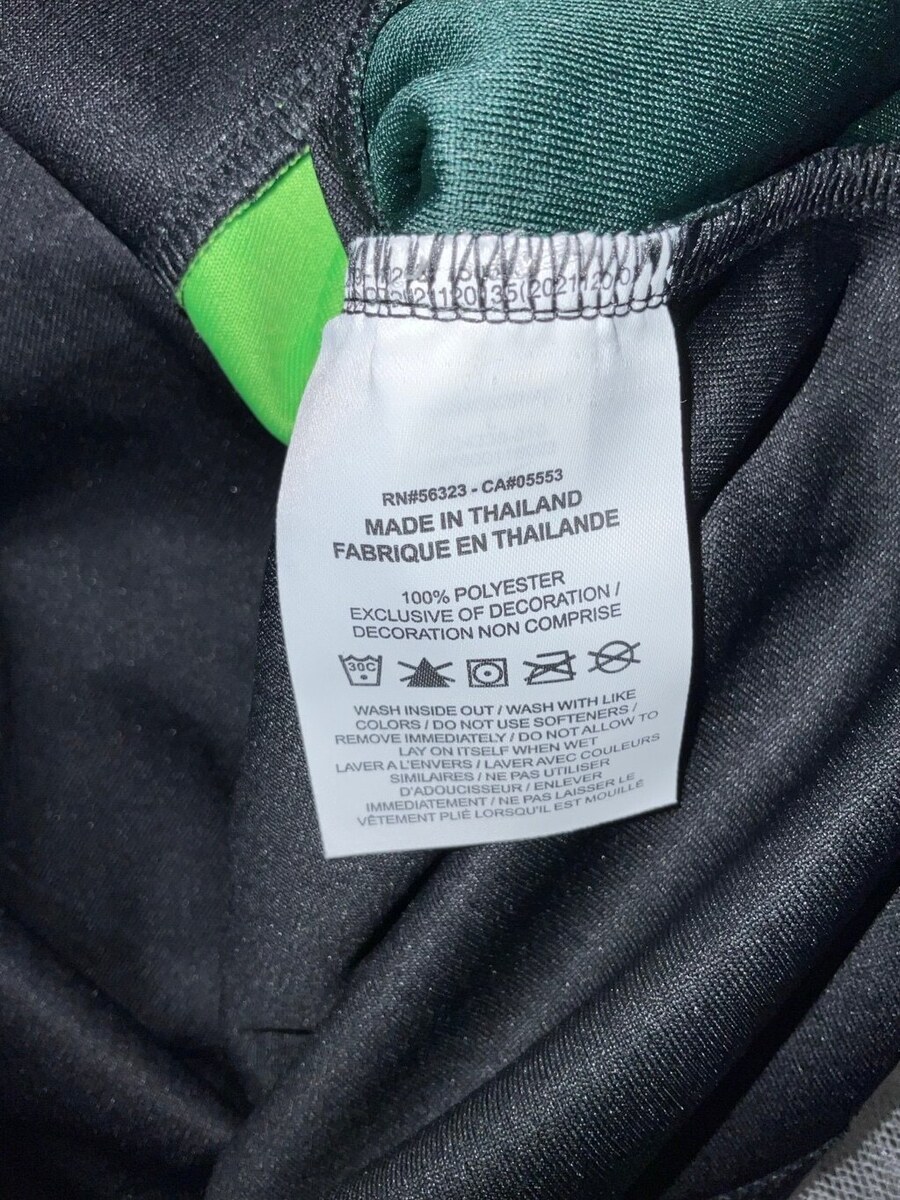 RN#56323 - CA#05553
MADE IN THAILAND
FABRIQUE EN THAILANDE
100% POLYESTER
EXCLUSIVE OF DECORATION /
DECORATION NON COMPRISE
30C
WASH INSIDE OUT / WASH WITH LIKE
COLORS / DO NOT USE SOFTENERS /
REMOVE IMMEDIATELY / DO NOT ALLOW TO
LAY ON ITSELF WHEN WET
LAVER A L'ENVERS / LAVER AVEC COULEURS
SIMILAIRES / NE PAS UTILISER
D'ADOUCISSEUR / ENLEVER
IMMEDIATEMENT / NE PAS LAISSER LE
VÊTEMENT PLIÉ LORSQU'IL EST MOUILLÉ